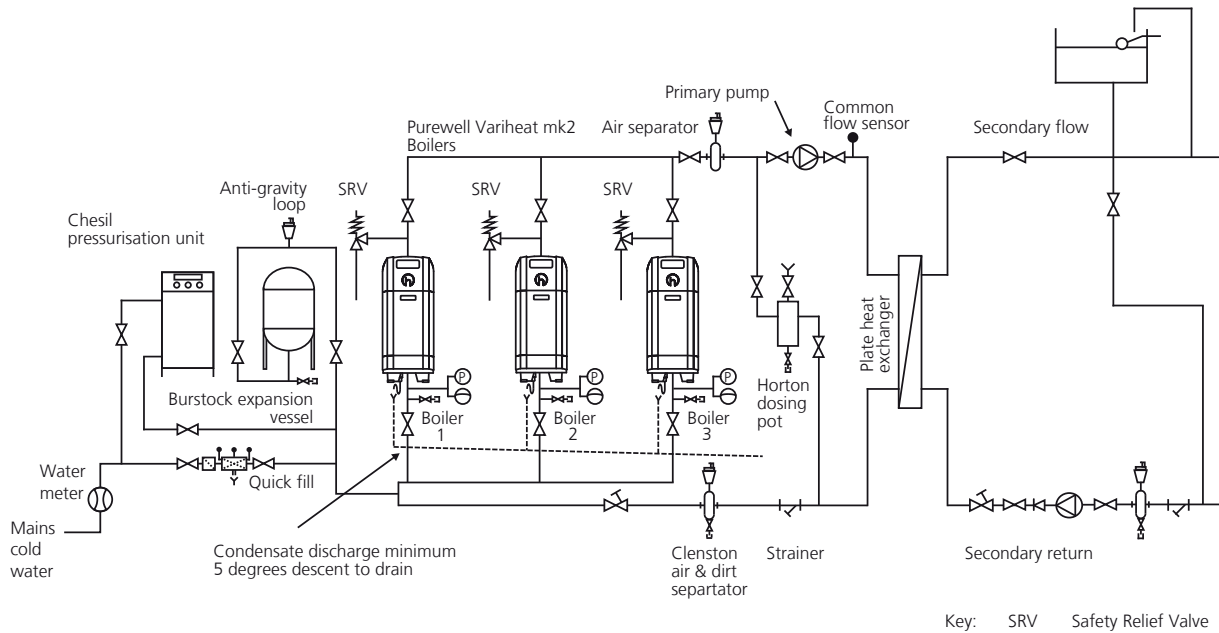 Primary pump
Common
flow sensor
Purewell Variheat mk2
Boilers
Air separator
Secondary flow
Anti-gravity
loop
SRV
SRV
SRV
Chesil
pressurisation unit
Plate heat
exchanger
P
P
P
Burstock expansion
vessel
Boiler
1
Boiler
2
Boiler
3
Horton
dosing
pot
Water
meter
Quick fill
Mains
cold
water
Condensate discharge minimum
5 degrees descent to drain
Clenston
air & dirt
separtator
Strainer
Secondary return
Key: SRV Safety Relief Valve